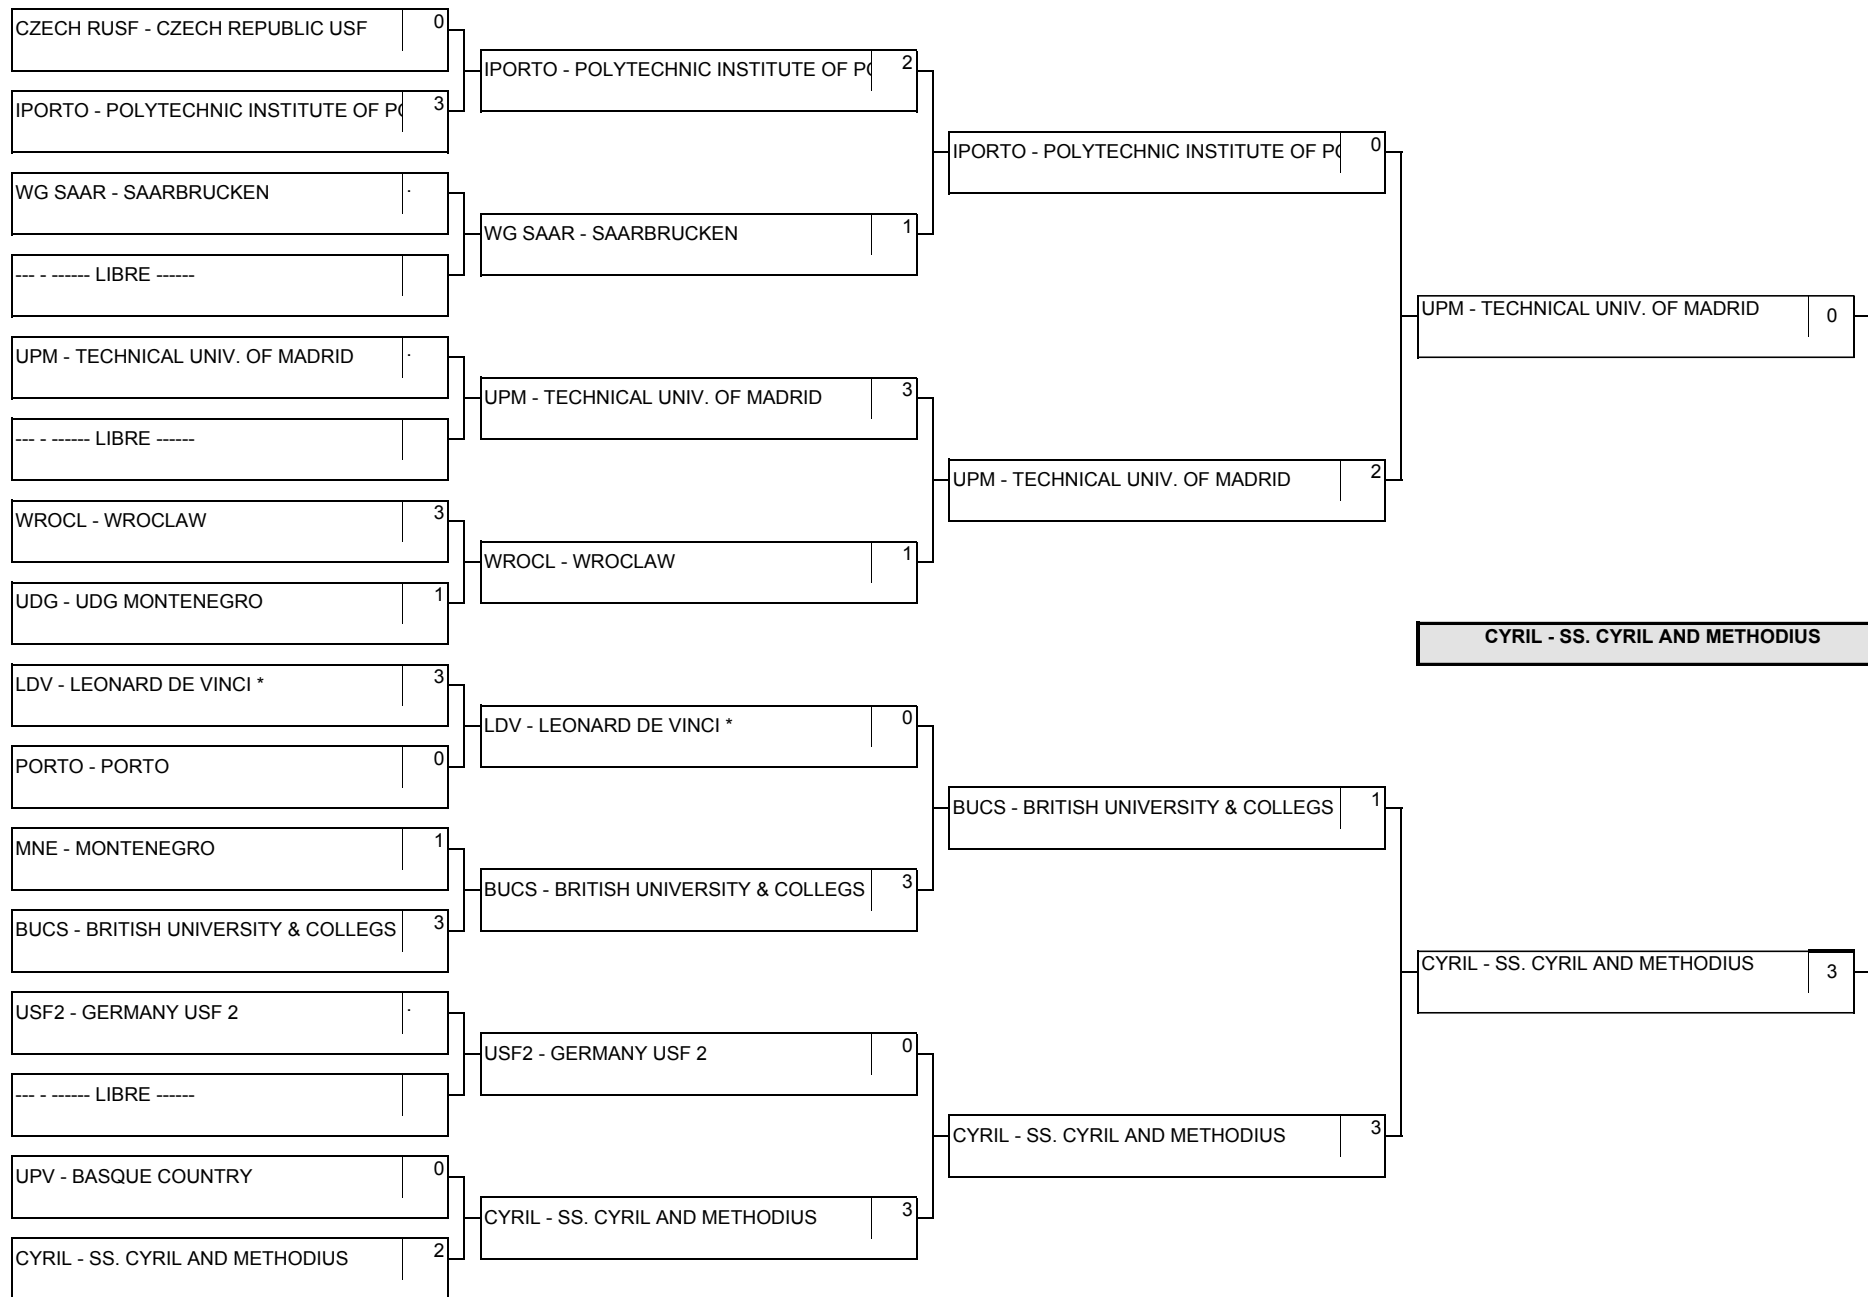 CZECH RUSF - CZECH REPUBLIC USF 0
IPORTO - POLYTECHNIC INSTITUTE OF PO 3
WG SAAR - SAARBRUCKEN .
--- - ------ LIBRE ------
UPM - TECHNICAL UNIV. OF MADRID .
--- - ------ LIBRE ------
WROCL - WROCLAW 3
UDG - UDG MONTENEGRO 1
LDV - LEONARD DE VINCI * 3
PORTO - PORTO 0
MNE - MONTENEGRO 1
BUCS - BRITISH UNIVERSITY & COLLEGS 3
USF2 - GERMANY USF 2 .
--- - ------ LIBRE ------
UPV - BASQUE COUNTRY 0
CYRIL - SS. CYRIL AND METHODIUS 2
IPORTO - POLYTECHNIC INSTITUTE OF PO 2
WG SAAR - SAARBRUCKEN 1
UPM - TECHNICAL UNIV. OF MADRID 3
WROCL - WROCLAW 1
LDV - LEONARD DE VINCI * 0
BUCS - BRITISH UNIVERSITY & COLLEGS 3
USF2 - GERMANY USF 2 0
CYRIL - SS. CYRIL AND METHODIUS 3
IPORTO - POLYTECHNIC INSTITUTE OF PO 0
UPM - TECHNICAL UNIV. OF MADRID 2
BUCS - BRITISH UNIVERSITY & COLLEGS 1
CYRIL - SS. CYRIL AND METHODIUS 3
UPM - TECHNICAL UNIV. OF MADRID 0
CYRIL - SS. CYRIL AND METHODIUS
CYRIL - SS. CYRIL AND METHODIUS 3